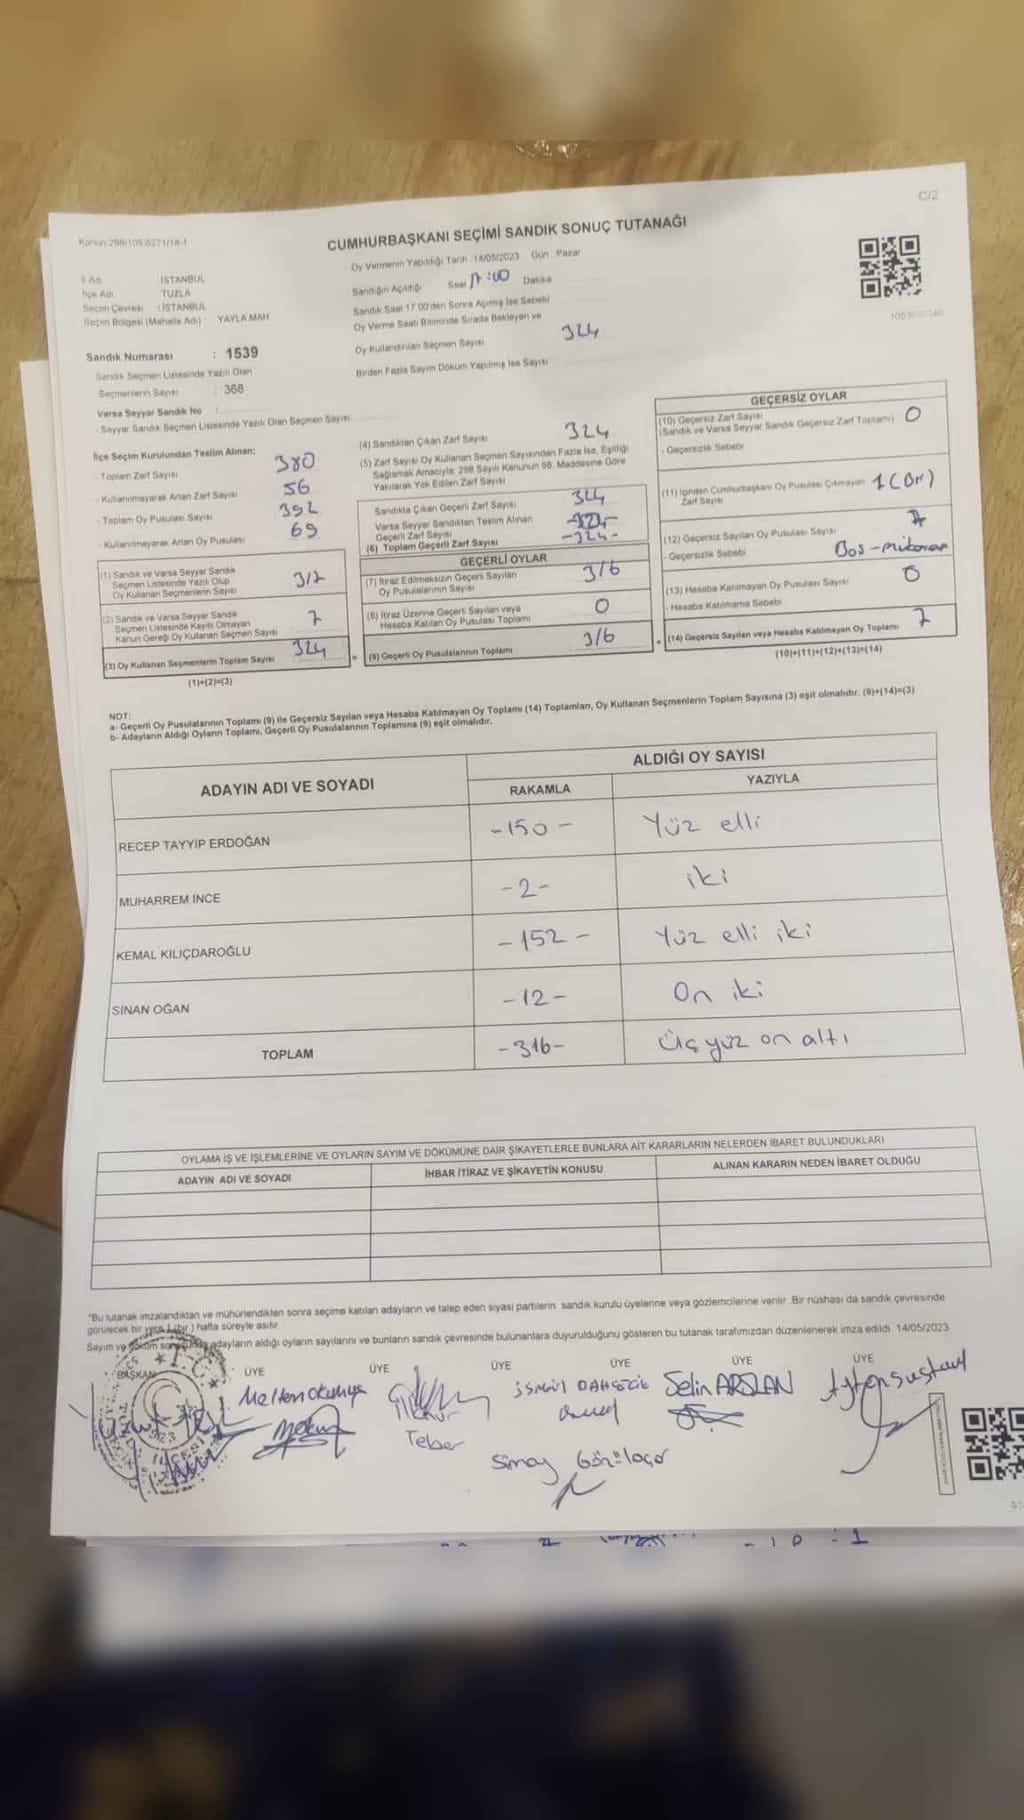 C/2
Kanun 298/105
CUMHURBAŞKANI SEÇİMİ SANDIK SONUÇ TUTANAĞI
Oy Vermenin Yapıldığı Tarih :14/05/2023 Gün : Pazar
İl Adı : İSTANBUL
İlçe Adı : TUZLA
Seçim Çevresi : İSTANBUL
Seçim Bölgesi (Mahalle Adı) YAYLA MAH
Sandığın Açıldığı Saat Dakika
Sandık Saat 17:00'den Sonra Açılmış İse Sebebi
Oy Verme Saati Bitiminde Sırada Bekleyen ve
Oy Kullandırılan Seçmen Sayısı 324
Birden Fazla Sayım Döküm Yapılmış İse Sayısı
Sandık Numarası : 1539
Sandık Seçmen Listesinde Yazılı Olan
Seçmenlerin Sayısı : 368
Varsa Seyyar Sandık No :
- Seyyar Sandık Seçmen Listesinde Yazılı Olan Seçmen Sayısı
İlçe Seçim Kurulundan Teslim Alınan;
- Toplam Zarf Sayısı 380
- Kullanılmayarak Artan Zarf Sayısı 56
- Toplam Oy Pusulası Sayısı 392
- Kullanılmayarak Artan Oy Pusulası 69
(1) Sandık ve Varsa Seyyar Sandık
Seçmen Listesinde Yazılı Olup
Oy Kullanan Seçmenlerin Sayısı 317
(2) Sandık ve Varsa Seyyar Sandık
Seçmen Listesinde Kayıtlı Olmayan
Kanun Gereği Oy Kullanan Seçmen Sayısı 7
(3) Oy Kullanan Seçmenlerin Toplam Sayısı 324
(1)+(2)=(3)
(4) Sandıktan Çıkan Zarf Sayısı 324
(5) Zarf Sayısı Oy Kullanan Seçmen Sayısından Fazla İse, Eşitliği
Sağlamak Amacıyla, 298 Sayılı Kanunun 98. Maddesine Göre
Yakılarak Yok Edilen Zarf Sayısı
Sandıkta Çıkan Geçerli Zarf Sayısı 324
Varsa Seyyar Sandıktan Teslim Alınan
Geçerli Zarf Sayısı
(6) Toplam Geçerli Zarf Sayısı -324-
GEÇERLİ OYLAR
(7) İtiraz Edilmeksizin Geçerli Sayılan
Oy Pusulalarının Sayısı 316
(8) İtiraz Üzerine Geçerli Sayılan veya
Hesaba Katılan Oy Pusulası Toplamı 0
(9) Geçerli Oy Pusulalarının Toplamı 316
GEÇERSİZ OYLAR
(10) Geçersiz Zarf Sayısı
(Sandık ve Varsa Seyyar Sandık Geçersiz Zarf Toplamı) 0
- Geçersizlik Sebebi
(11) İçinden Cumhurbaşkanı Oy Pusulası Çıkmayan 1 (Bir)
Zarf Sayısı
(12) Geçersiz Sayılan Oy Pusulası Sayısı 7
- Geçersizlik Sebebi Boş-mükerrer
(13) Hesaba Katılmayan Oy Pusulası Sayısı 0
- Hesaba Katılmama Sebebi
(14) Geçersiz Sayılan veya Hesaba Katılmayan Oy Toplamı 7
(10)+(11)+(12)+(13)=(14)
NOT:
a- Geçerli Oy Pusulalarının Toplamı (9) ile Geçersiz Sayılan veya Hesaba Katılmayan Oy Toplamı (14) Toplamları, Oy Kullanan Seçmenlerin Toplam Sayısına (3) eşit olmalıdır. (9)+(14)=(3)
b- Adayların Aldığı Oyların Toplamı, Geçerli Oy Pusulalarının Toplamına (9) eşit olmalıdır.
ADAYIN ADI VE SOYADI
ALDIĞI OY SAYISI
RAKAMLA YAZIYLA
RECEP TAYYİP ERDOĞAN -150- Yüz elli
MUHARREM İNCE -2- iki
KEMAL KILIÇDAROĞLU -152- Yüz elli iki
SİNAN OĞAN -12- On iki
TOPLAM -316- Üçyüz on altı
OYLAMA İŞ VE İŞLEMLERİNE VE OYLARIN SAYIM VE DÖKÜMÜNE DAİR ŞİKAYETLERLE BUNLARA AİT KARARLARIN NELERDEN İBARET BULUNDUKLARI
ADAYIN ADI VE SOYADI İHBAR İTİRAZ VE ŞİKAYETİN KONUSU ALINAN KARARIN NEDEN İBARET OLDUĞU
*Bu tutanak imzalandıktan ve mühürlendikten sonra seçime katılan adayların ve talep eden siyasi partilerin sandık kurulu üyelerine veya gözlemcilerine verilir .Bir nüshası da sandık çevresinde
görülecek bir yere 1 (bir ) hafta süreyle asılır.
Sayım ve döküm adayların aldığı oyların sayılarını ve bunların sandık çevresinde bulunanlara duyurulduğunu gösteren bu tutanak tarafımızdan düzenlenerek imza edildi 14/05/2023
BAŞKAN ÜYE ÜYE ÜYE ÜYE ÜYE ÜYE
T.C.
Selin ARSLAN
Teber
Simay